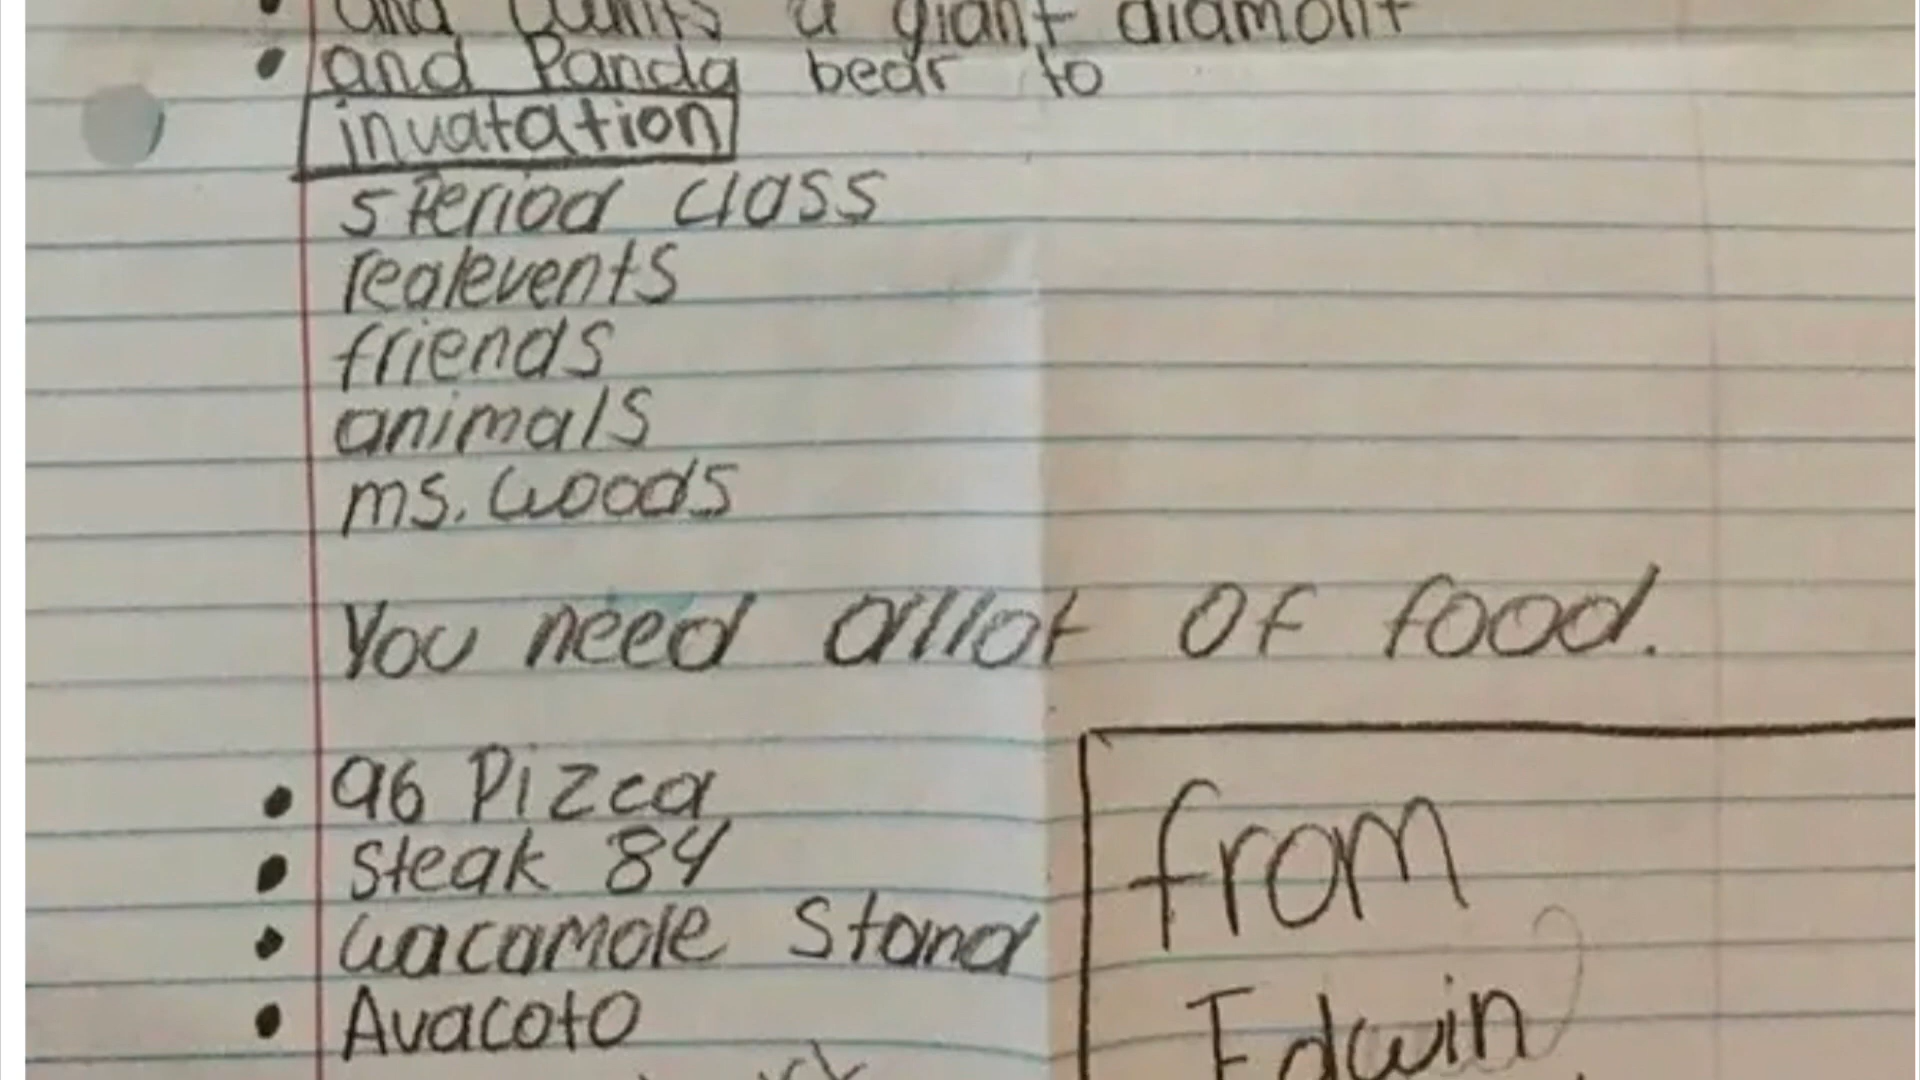 and wants a giant diamont
and Panda bear to
invatation
5 Period class
realevents
friends
animals
ms. woods
You need allot of food.
96 Pizca
Steak 84
wacamole Stand
Avacoto
from
Edwin